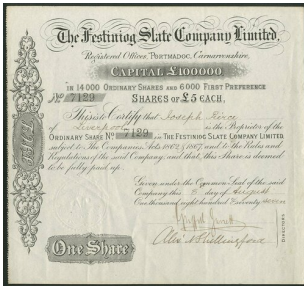 The Festiniog Slate Company Limited,
Registered Office, Portmadoc, Carnarvonshire.
CAPITAL £100000
IN 14000 ORDINARY SHARES AND 6000 FIRST PREFERENCE
SHARES OF £5 EACH.
No 7129
This is to Certify that Joseph
of Liverpool is the Proprietor of the
ORDINARY SHARE No 7129 IN THE FESTINIOG SLATE COMPANY LIMITED
subject to The Companies Acts 1862 & 1867 and to the Rules and
Regulations of the said Company, and that this Share is deemed
to be fully paid up.
Given under the Common Seal of the said
Company this day of August
One thousand eight hundred & seventy seven
DIRECTORS
One Share